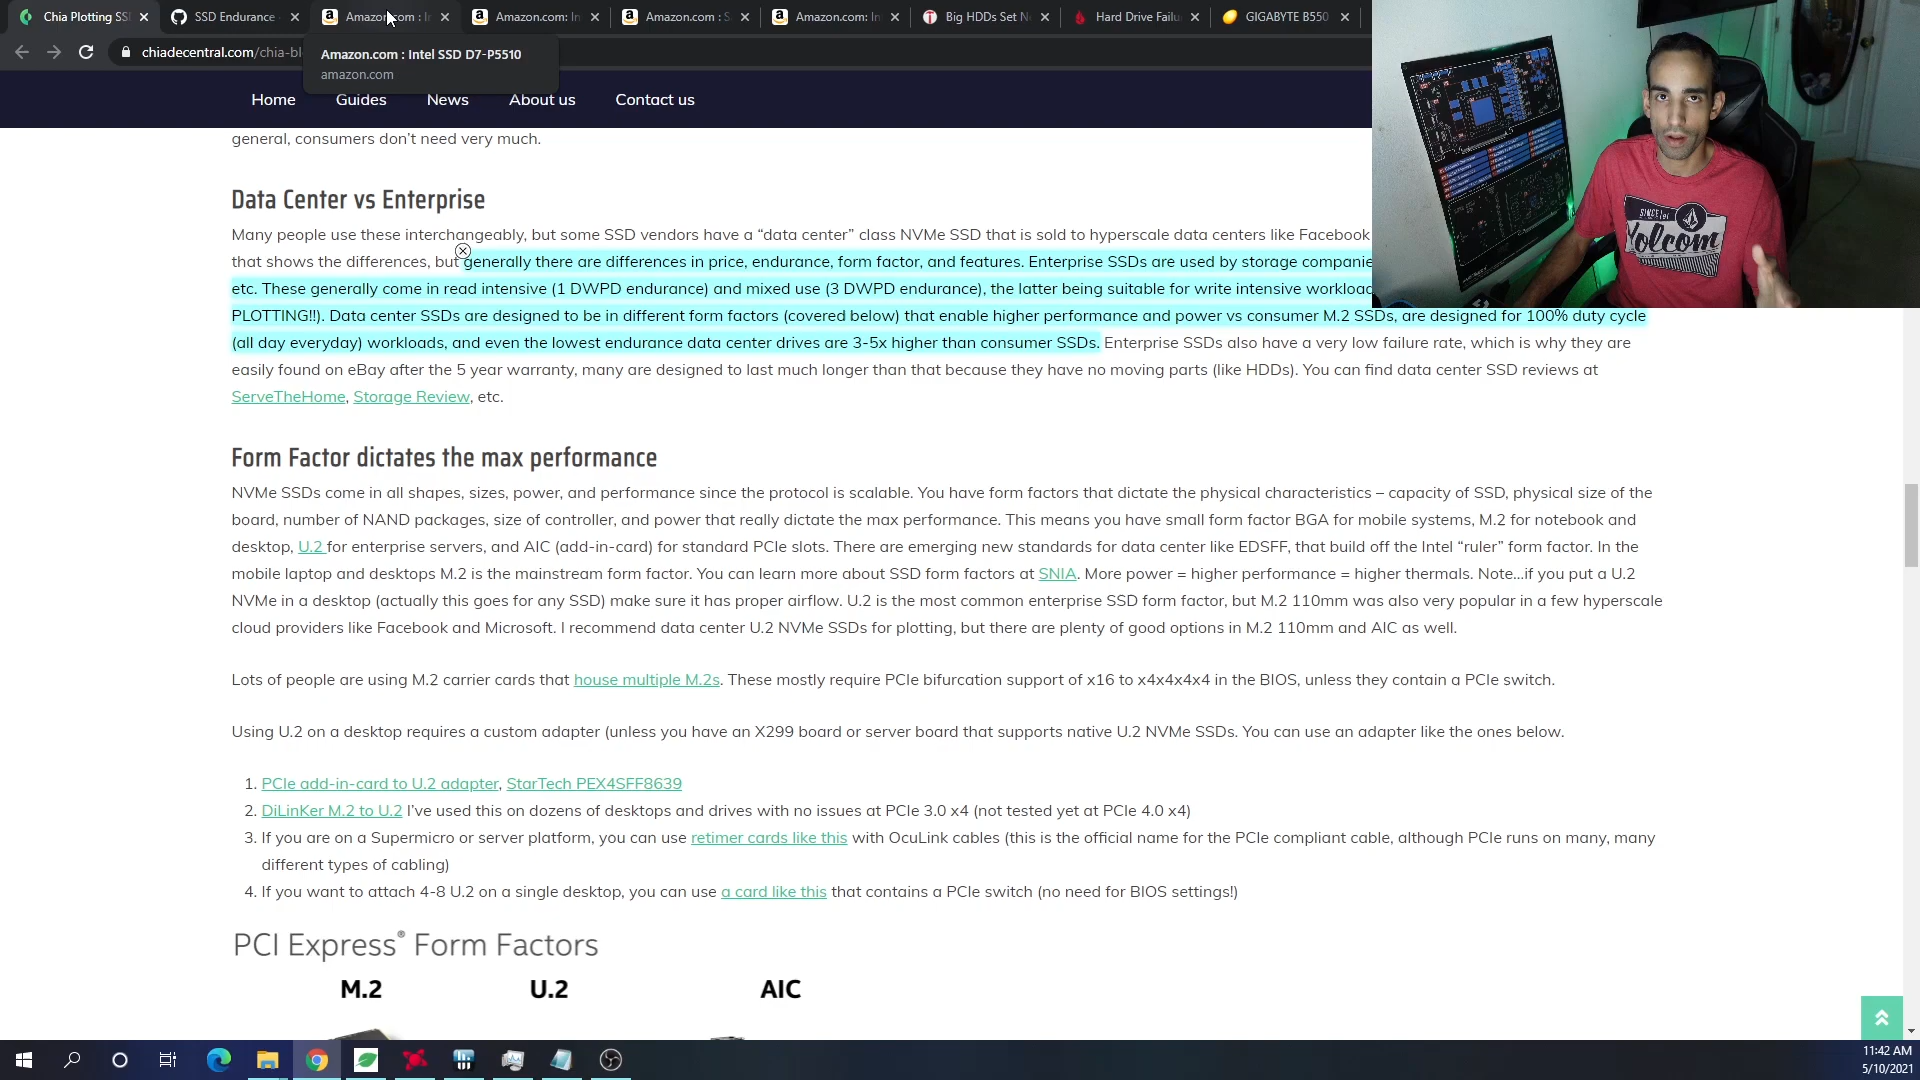 Chia Plotting SS
SSD Endurance
Amazon.com : I
Amazon.com: In
Amazon.com : S
Amazon.com: In
Big HDDs Set N
Hard Drive Failu
GIGABYTE B550
chiadecentral.com/chia-bl
Amazon.com : Intel SSD D7-P5510
amazon.com
Home Guides News About us Contact us
general, consumers don’t need very much.
Data Center vs Enterprise
Many people use these interchangeably, but some SSD vendors have a “data center” class NVMe SSD that is sold to hyperscale data centers like Facebook
that shows the differences, but generally there are differences in price, endurance, form factor, and features. Enterprise SSDs are used by storage companie
etc. These generally come in read intensive (1 DWPD endurance) and mixed use (3 DWPD endurance), the latter being suitable for write intensive workloa
PLOTTING!!). Data center SSDs are designed to be in different form factors (covered below) that enable higher performance and power vs consumer M.2 SSDs, are designed for 100% duty cycle
(all day everyday) workloads, and even the lowest endurance data center drives are 3-5x higher than consumer SSDs. Enterprise SSDs also have a very low failure rate, which is why they are
easily found on eBay after the 5 year warranty, many are designed to last much longer than that because they have no moving parts (like HDDs). You can find data center SSD reviews at
ServeTheHome, Storage Review, etc.
Form Factor dictates the max performance
NVMe SSDs come in all shapes, sizes, power, and performance since the protocol is scalable. You have form factors that dictate the physical characteristics – capacity of SSD, physical size of the
board, number of NAND packages, size of controller, and power that really dictate the max performance. This means you have small form factor BGA for mobile systems, M.2 for notebook and
desktop, U.2 for enterprise servers, and AIC (add-in-card) for standard PCIe slots. There are emerging new standards for data center like EDSFF, that build off the Intel “ruler” form factor. In the
mobile laptop and desktops M.2 is the mainstream form factor. You can learn more about SSD form factors at SNIA. More power = higher performance = higher thermals. Note…if you put a U.2
NVMe in a desktop (actually this goes for any SSD) make sure it has proper airflow. U.2 is the most common enterprise SSD form factor, but M.2 110mm was also very popular in a few hyperscale
cloud providers like Facebook and Microsoft. I recommend data center U.2 NVMe SSDs for plotting, but there are plenty of good options in M.2 110mm and AIC as well.
Lots of people are using M.2 carrier cards that house multiple M.2s. These mostly require PCIe bifurcation support of x16 to x4x4x4x4 in the BIOS, unless they contain a PCIe switch.
Using U.2 on a desktop requires a custom adapter (unless you have an X299 board or server board that supports native U.2 NVMe SSDs. You can use an adapter like the ones below.
1. PCIe add-in-card to U.2 adapter, StarTech PEX4SFF8639
2. DiLinKer M.2 to U.2 I’ve used this on dozens of desktops and drives with no issues at PCIe 3.0 x4 (not tested yet at PCIe 4.0 x4)
3. If you are on a Supermicro or server platform, you can use retimer cards like this with OcuLink cables (this is the official name for the PCIe compliant cable, although PCIe runs on many, many
different types of cabling)
4. If you want to attach 4-8 U.2 on a single desktop, you can use a card like this that contains a PCIe switch (no need for BIOS settings!)
PCI Express® Form Factors
M.2 U.2 AIC
Volcom
11:42 AM
5/10/2021